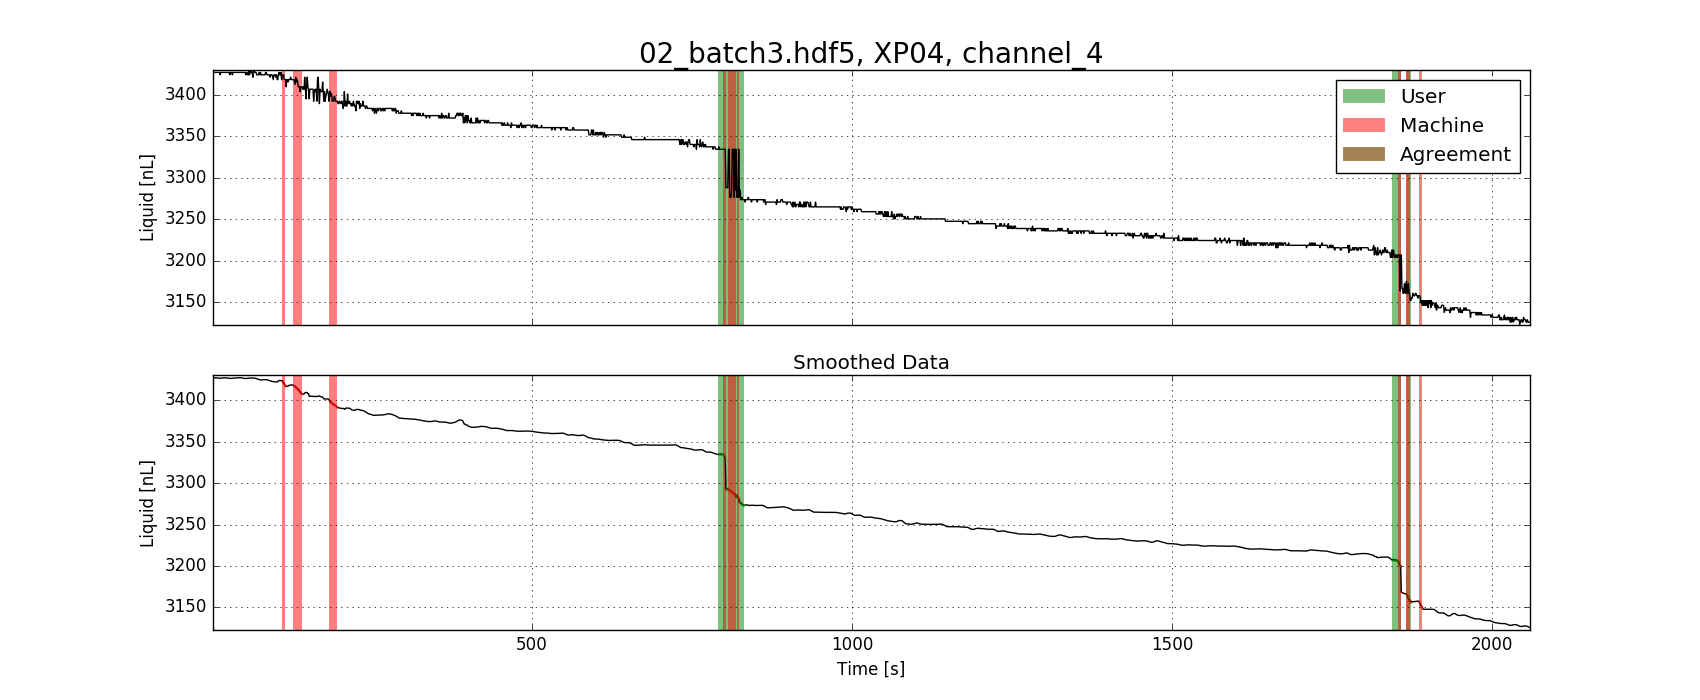 02_batch3.hdf5, XP04, channel_4
Liquid [nL]
3400
3350
3300
3250
3200
3150
User
Machine
Agreement
Smoothed Data
Liquid [nL]
3400
3350
3300
3250
3200
3150
500
1000
1500
2000
Time [s]